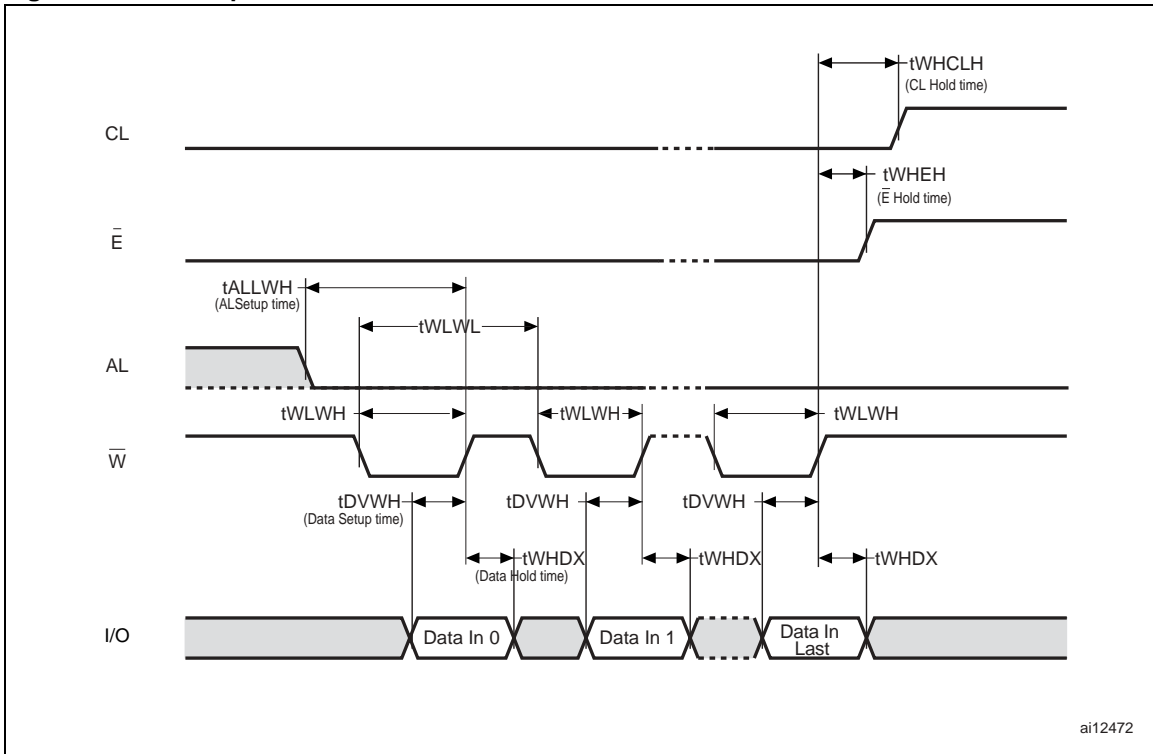 tWHCLH
(CL Hold time)
CL
tWHEH
(E̅ Hold time)
E̅
tALLWH
(ALSetup time)
tWLWL
AL
tWLWH
tWLWH
tWLWH
W̅
tDVWH
(Data Setup time)
tDVWH
tDVWH
tWHDX
(Data Hold time)
tWHDX
tWHDX
I/O
Data In 0
Data In 1
Data In
Last
ai12472